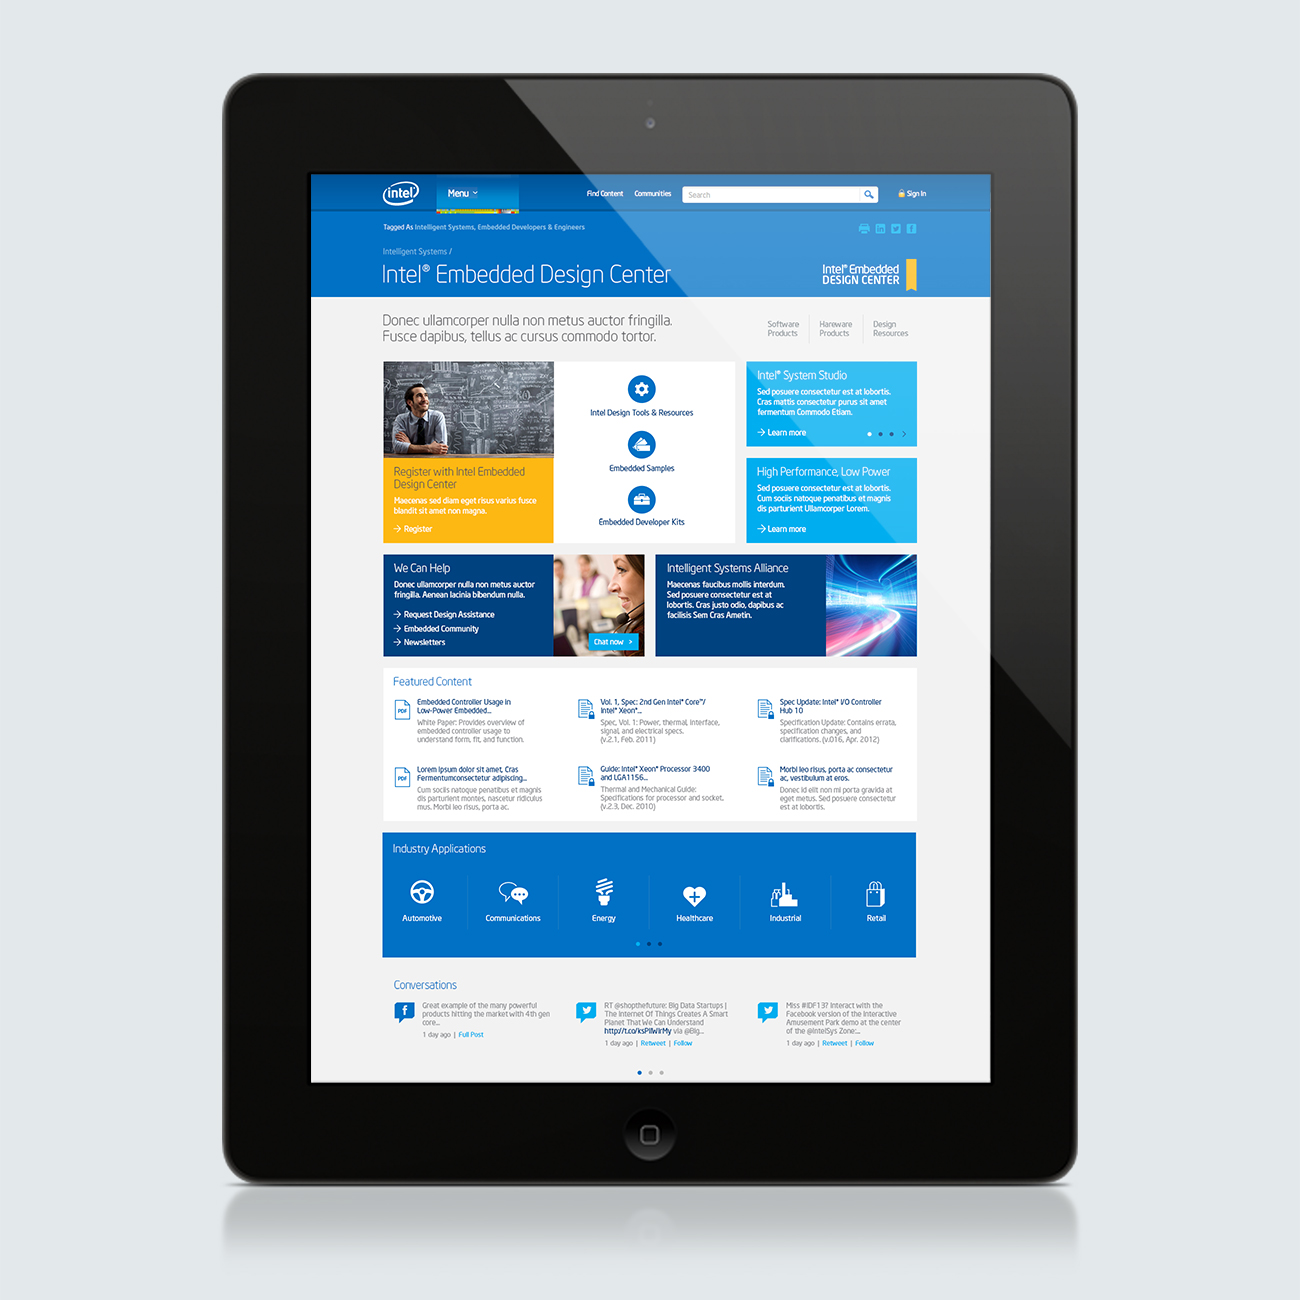 intel
Menu
Find Content
Communities
Search
Sign In
Tagged As Intelligent Systems, Embedded Developers & Engineers
Intelligent Systems /
Intel® Embedded Design Center
Intel® Embedded
DESIGN CENTER
Donec ullamcorper nulla non metus auctor fringilla.
Fusce dapibus, tellus ac cursus commodo tortor.
Software
Products
Hareware
Products
Design
Resources
Register with Intel Embedded
Design Center
Maecenas sed diam eget risus varius fusce
blandit sit amet non magna.
Register
Intel Design Tools & Resources
Embedded Samples
Embedded Developer Kits
Intel® System Studio
Sed posuere consectetur est at lobortis.
Cras mattis consectetur purus sit amet
fermentum Commodo Etiam.
Learn more
High Performance, Low Power
Sed posuere consectetur est at lobortis.
Cum sociis natoque penatibus et magnis
dis parturient Ullamcorper Lorem.
Learn more
We Can Help
Donec ullamcorper nulla non metus auctor
fringilla. Aenean lacinia bibendum nulla.
Request Design Assistance
Embedded Community
Newsletters
Chat now >
Intelligent Systems Alliance
Maecenas faucibus mollis interdum.
Sed posuere consectetur est at
lobortis. Cras justo odio, dapibus ac
facilisis Sem Cras Ametin.
Featured Content
PDF
Embedded Controller Usage in
Low-Power Embedded...
White Paper: Provides overview of
embedded controller usage to
understand form, fit, and function.
Vol. 1, Spec: 2nd Gen Intel® Core™/
Intel® Xeon®...
Spec, Vol. 1: Power, thermal, interface,
signal, and electrical specs.
(v.2.1, Feb. 2011)
Spec Update: Intel® I/O Controller
Hub 10
Specification Update: Contains errata,
specification changes, and
clarifications. (v.016, Apr. 2012)
PDF
Lorem ipsum dolor sit amet, Cras
Fermentumconsectetur adipiscing...
Cum sociis natoque penatibus et magnis
dis parturient montes, nascetur ridiculus
mus. Morbi leo risus, porta ac.
Guide: Intel® Xeon® Processor 3400
and LGA1156...
Thermal and Mechanical Guide:
Specifications for processor and socket.
(v.2.3, Dec. 2010)
Morbi leo risus, porta ac consectetur
ac, vestibulum at eros.
Donec id elit non mi porta gravida at
eget metus. Sed posuere consectetur
est at lobortis.
Industry Applications
Automotive
Communications
Energy
Healthcare
Industrial
Retail
Conversations
Great example of the many powerful
products hitting the market with 4th gen
core...
1 day ago | Full Post
RT @shopthefuture: Big Data Startups |
The Internet Of Things Creates A Smart
Planet That We Can Understand
via @Big...
1 day ago | Retweet | Follow
Miss #IDF13? Interact with the
Facebook version of the Interactive
Amusement Park demo at the center
of the @IntelSys Zone:...
1 day ago | Retweet | Follow